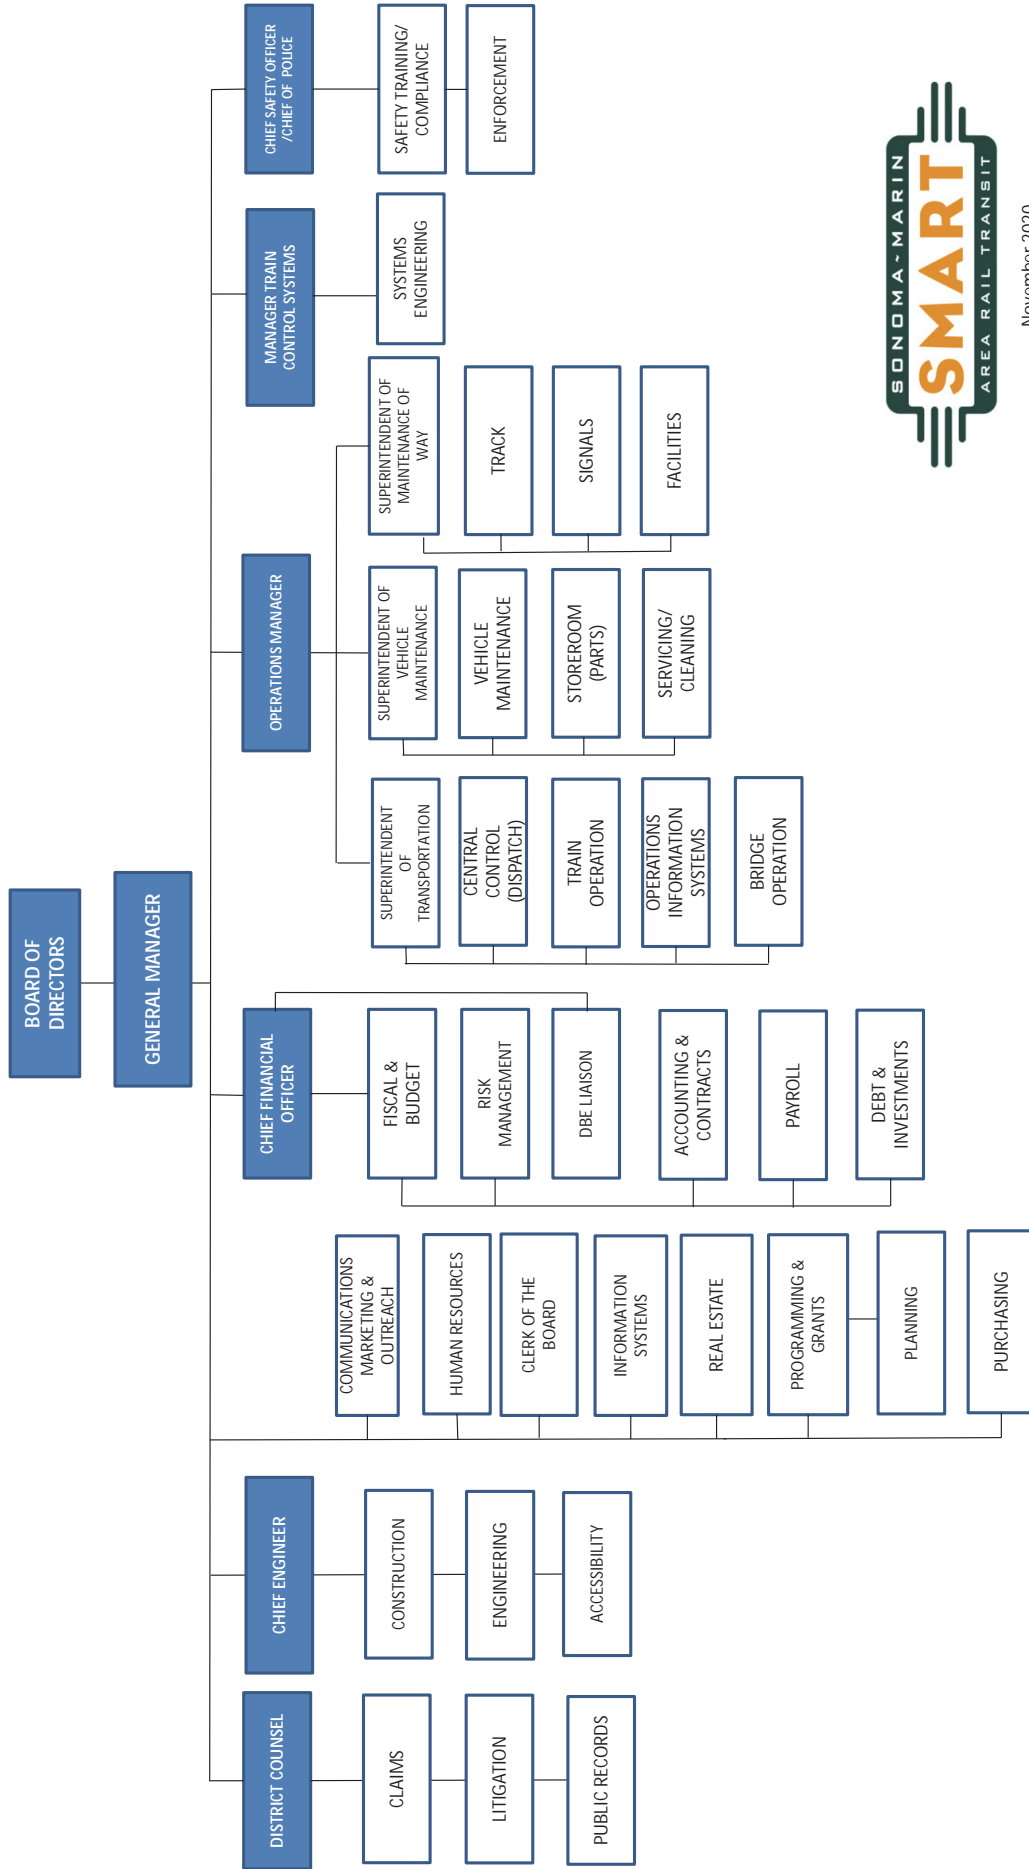 BOARD OF
DIRECTORS
GENERAL MANAGER
DISTRICT COUNSEL
CLAIMS
LITIGATION
PUBLIC RECORDS
CHIEF ENGINEER
CONSTRUCTION
ENGINEERING
ACCESSIBILITY
COMMUNICATIONS
MARKETING &
OUTREACH
HUMAN RESOURCES
CLERK OF THE
BOARD
INFORMATION
SYSTEMS
REAL ESTATE
PROGRAMMING &
GRANTS
PLANNING
PURCHASING
CHIEF FINANCIAL
OFFICER
FISCAL &
BUDGET
RISK
MANAGEMENT
DBE LIAISON
ACCOUNTING &
CONTRACTS
PAYROLL
DEBT &
INVESTMENTS
OPERATIONS MANAGER
SUPERINTENDENT
OF
TRANSPORTATION
CENTRAL
CONTROL
(DISPATCH)
TRAIN
OPERATION
OPERATIONS
INFORMATION
SYSTEMS
BRIDGE
OPERATION
SUPERINTENDENT OF
VEHICLE
MAINTENANCE
VEHICLE
MAINTENANCE
STOREROOM
(PARTS)
SERVICING/
CLEANING
SUPERINTENDENT OF
MAINTENANCE OF
WAY
TRACK
SIGNALS
FACILITIES
MANAGER TRAIN
CONTROL SYSTEMS
SYSTEMS
ENGINEERING
CHIEF SAFETY OFFICER
/CHIEF OF POLICE
SAFETY TRAINING/
COMPLIANCE
ENFORCEMENT
SONOMA~MARIN
SMART
AREA RAIL TRANSIT
November 2020